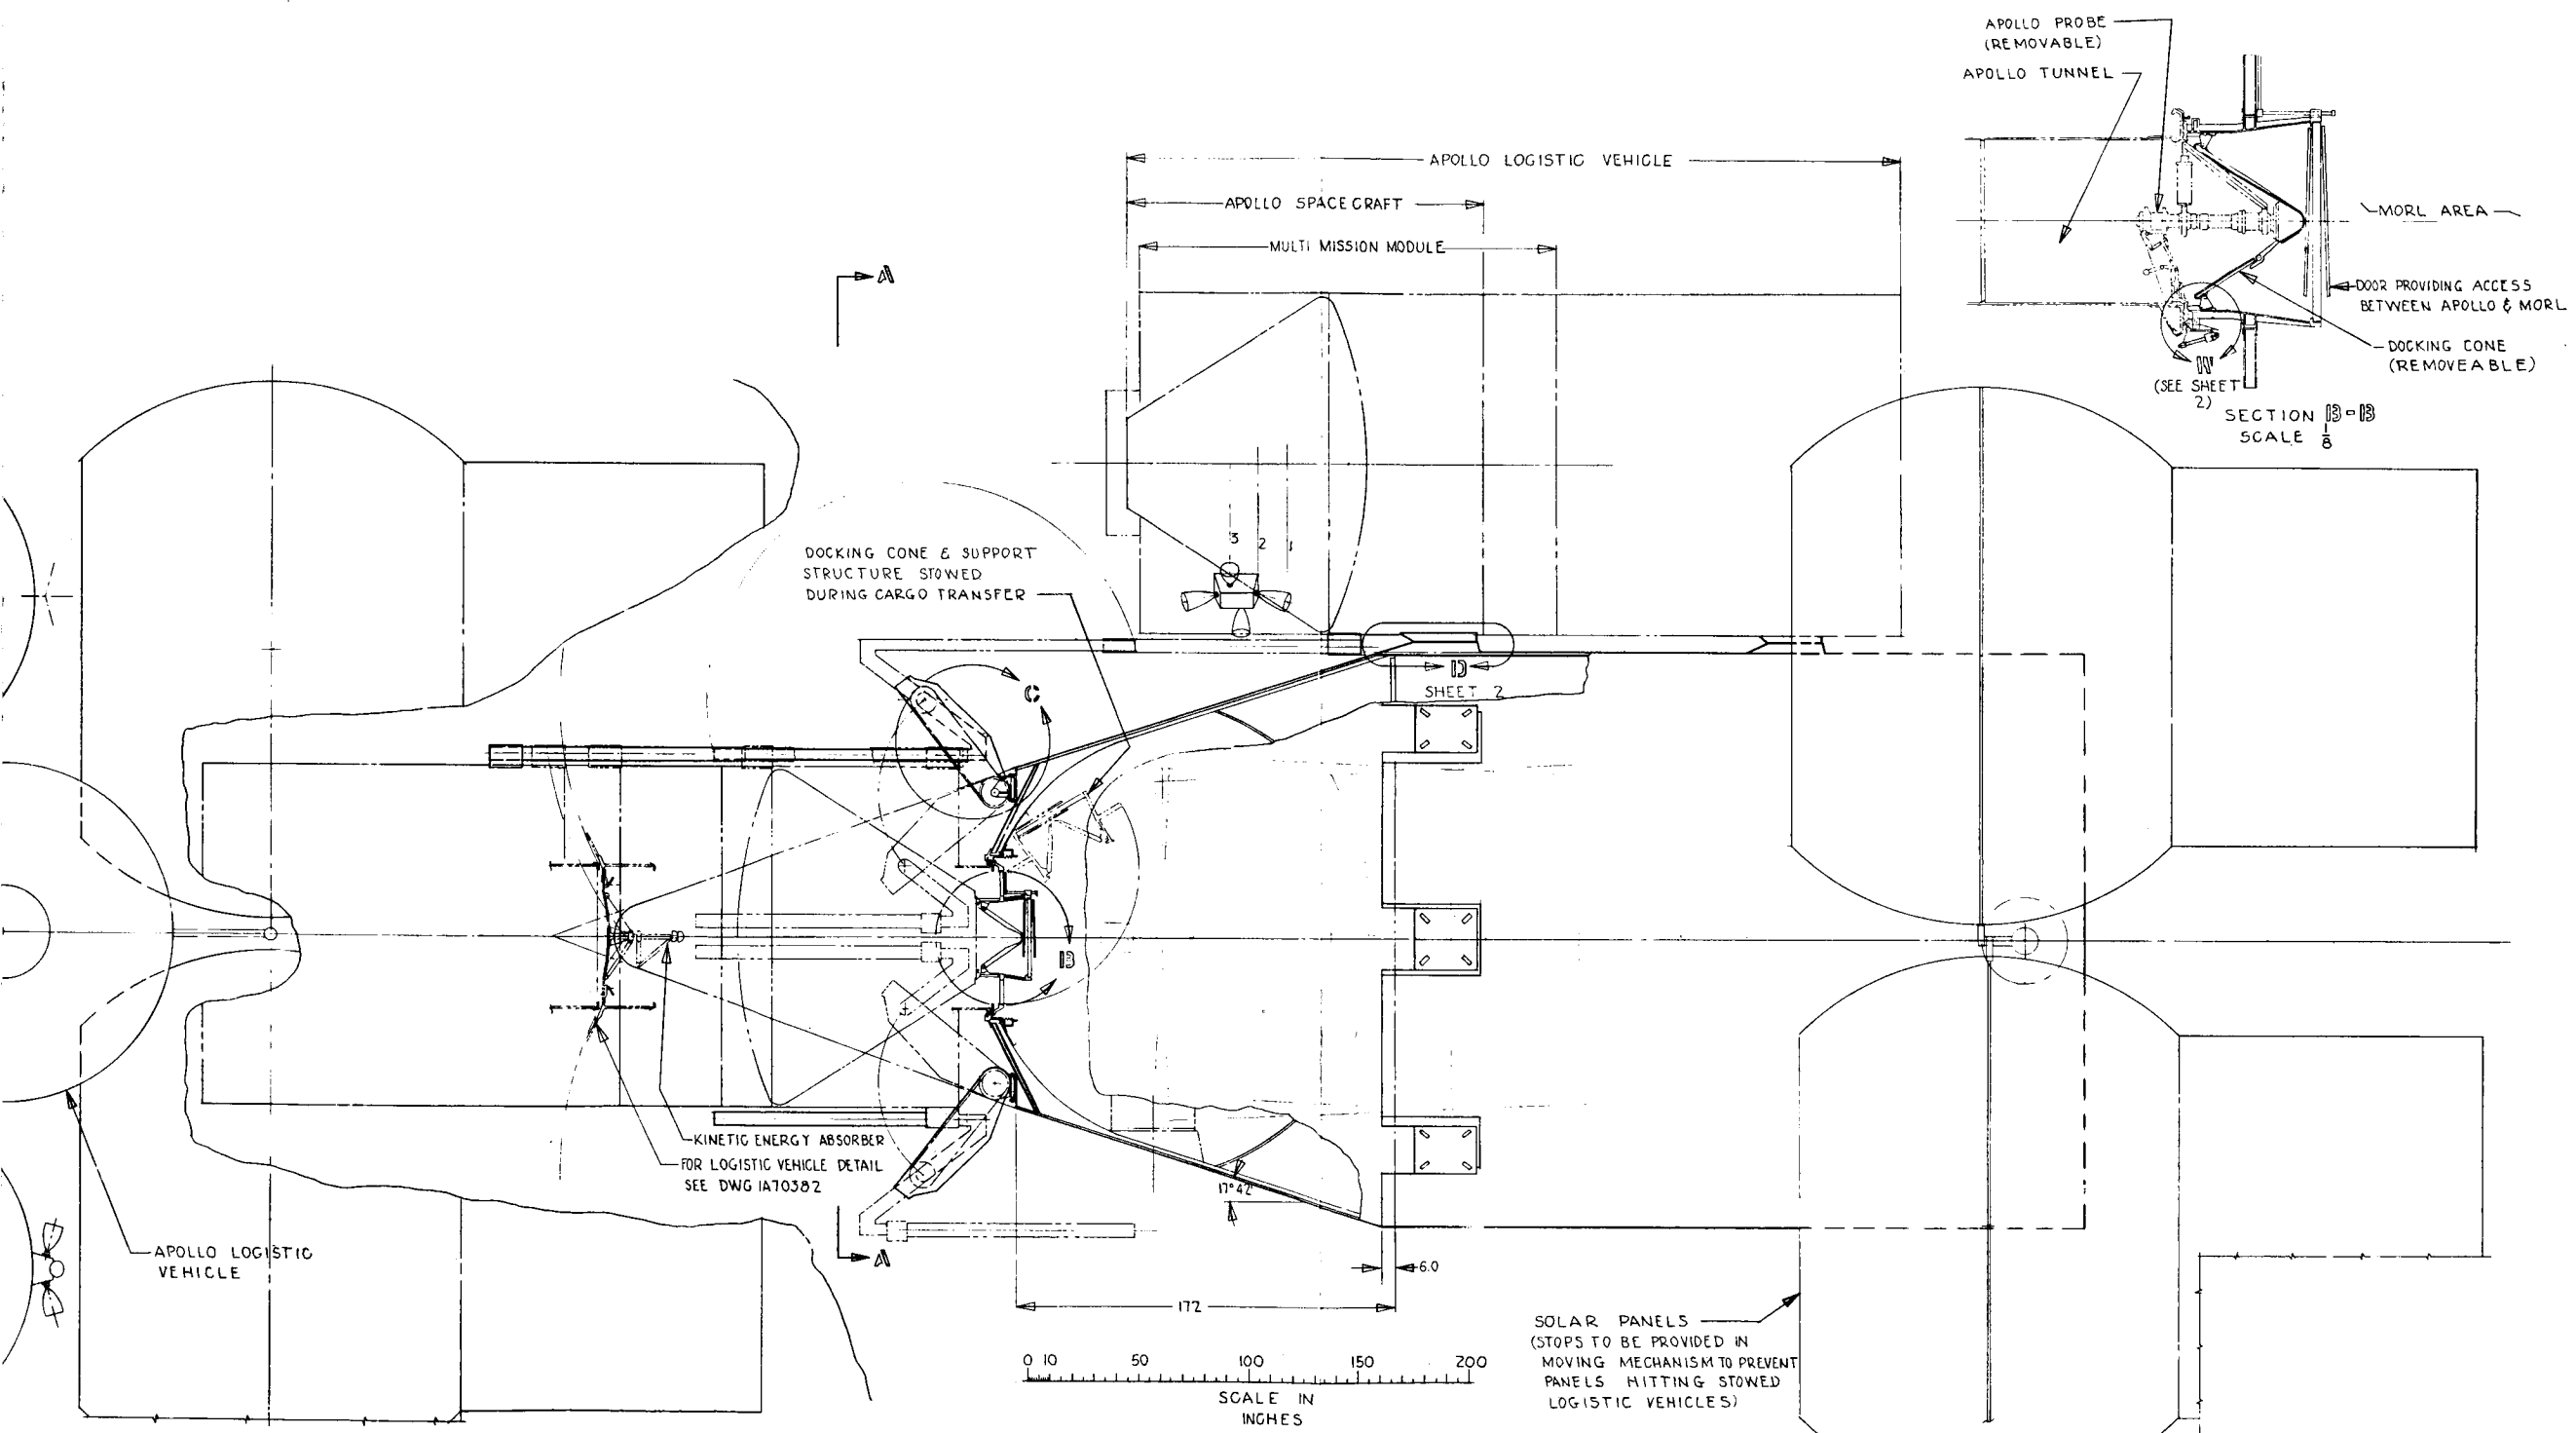 APOLLO PROBE
(REMOVABLE)
APOLLO TUNNEL
MORL AREA
DOOR PROVIDING ACCESS
BETWEEN APOLLO & MORL
DOCKING CONE
(REMOVEABLE)
W
(SEE SHEET
2)
SECTION B-B
SCALE 1/8
APOLLO LOGISTIC VEHICLE
APOLLO SPACECRAFT
MULTI MISSION MODULE
A
3 2 1
DOCKING CONE & SUPPORT
STRUCTURE STOWED
DURING CARGO TRANSFER
D
SHEET 2
C
B
KINETIC ENERGY ABSORBER
FOR LOGISTIC VEHICLE DETAIL
SEE DWG 1A70382
17°42'
APOLLO LOGISTIC
VEHICLE
A
6.0
172
SOLAR PANELS
(STOPS TO BE PROVIDED IN
MOVING MECHANISM TO PREVENT
PANELS HITTING STOWED
LOGISTIC VEHICLES)
0 10 50 100 150 200
SCALE IN
INCHES